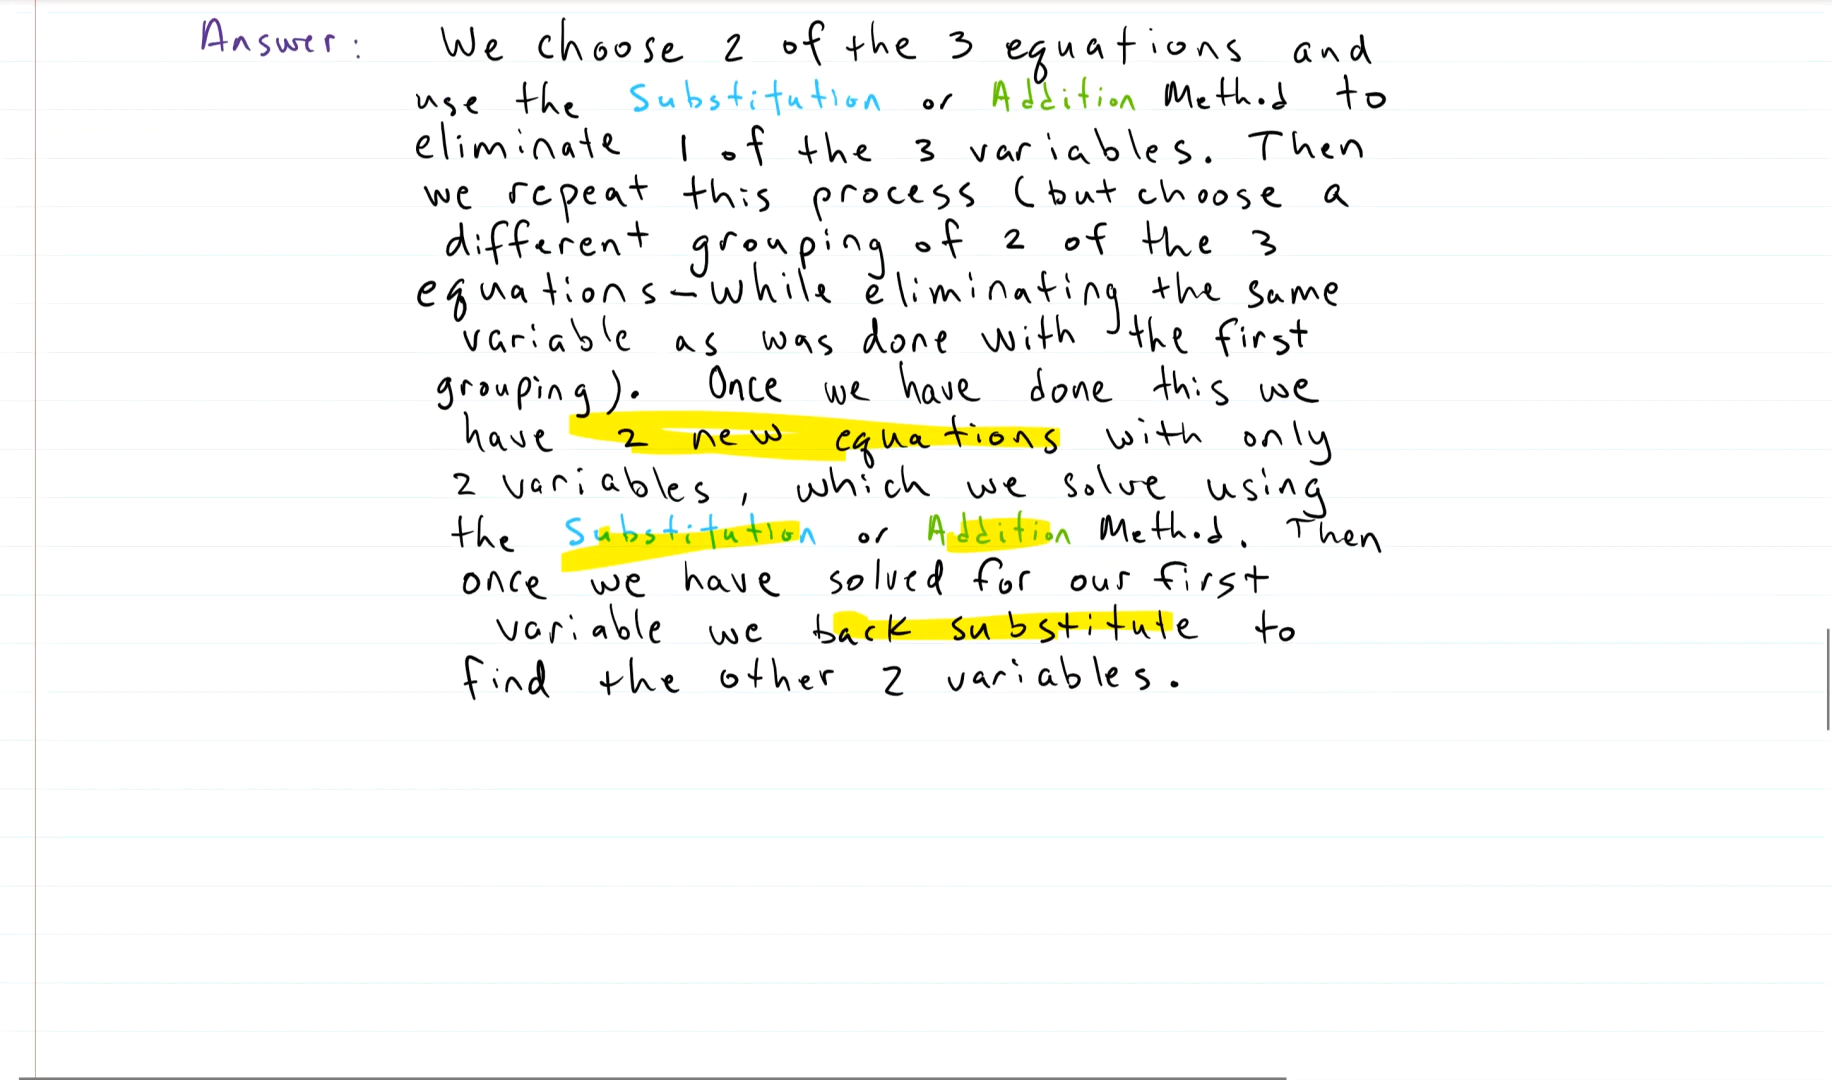 Answer: We choose 2 of the 3 equations and
use the Substitution or Addition Method to
eliminate 1 of the 3 variables. Then
we repeat this process (but choose a
different grouping of 2 of the 3
equations - while eliminating the same
variable as was done with the first
grouping). Once we have done this we
have 2 new equations with only
2 variables, which we solve using
the Substitution or Addition Method. Then
once we have solved for our first
variable we back substitute to
find the other 2 variables.